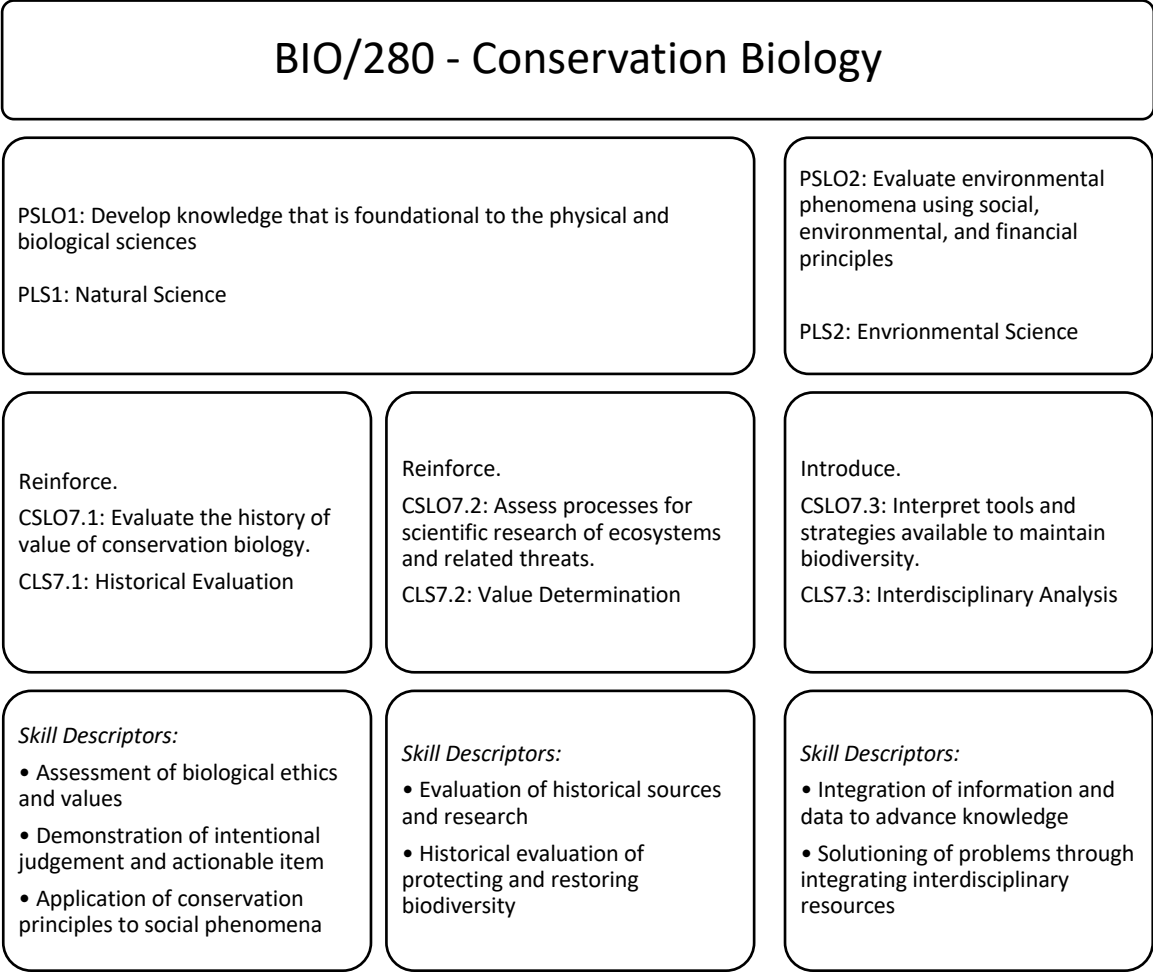 BIO/280 - Conservation Biology
PSLO1: Develop knowledge that is foundational to the physical and
biological sciences
PLS1: Natural Science
PSLO2: Evaluate environmental
phenomena using social,
environmental, and financial
principles
PLS2: Envrionmental Science
Reinforce.
CSLO7.1: Evaluate the history of
value of conservation biology.
CLS7.1: Historical Evaluation
Reinforce.
CSLO7.2: Assess processes for
scientific research of ecosystems
and related threats.
CLS7.2: Value Determination
Introduce.
CSLO7.3: Interpret tools and
strategies available to maintain
biodiversity.
CLS7.3: Interdisciplinary Analysis
Skill Descriptors:
• Assessment of biological ethics
and values
• Demonstration of intentional
judgement and actionable item
• Application of conservation
principles to social phenomena
Skill Descriptors:
• Evaluation of historical sources
and research
• Historical evaluation of
protecting and restoring
biodiversity
Skill Descriptors:
• Integration of information and
data to advance knowledge
• Solutioning of problems through
integrating interdisciplinary
resources